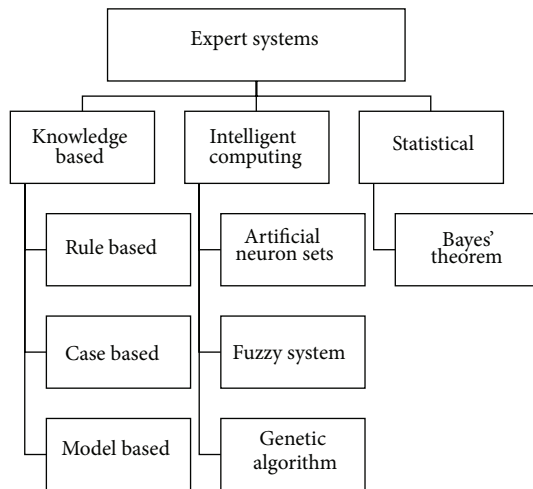 Expert systems
Knowledge
based
Intelligent
computing
Statistical
Rule based
Artificial
neuron sets
Bayes'
theorem
Case based
Fuzzy system
Model based
Genetic
algorithm